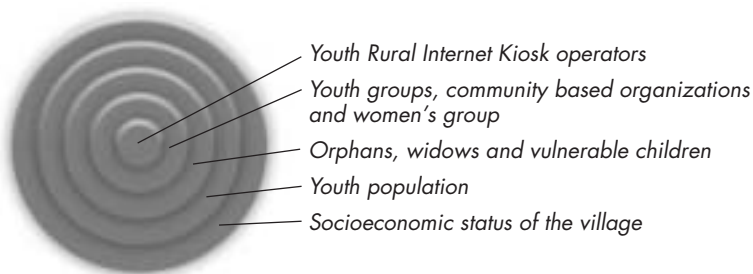 Youth Rural Internet Kiosk operators
Youth groups, community based organizations
and women's group
Orphans, widows and vulnerable children
Youth population
Socioeconomic status of the village